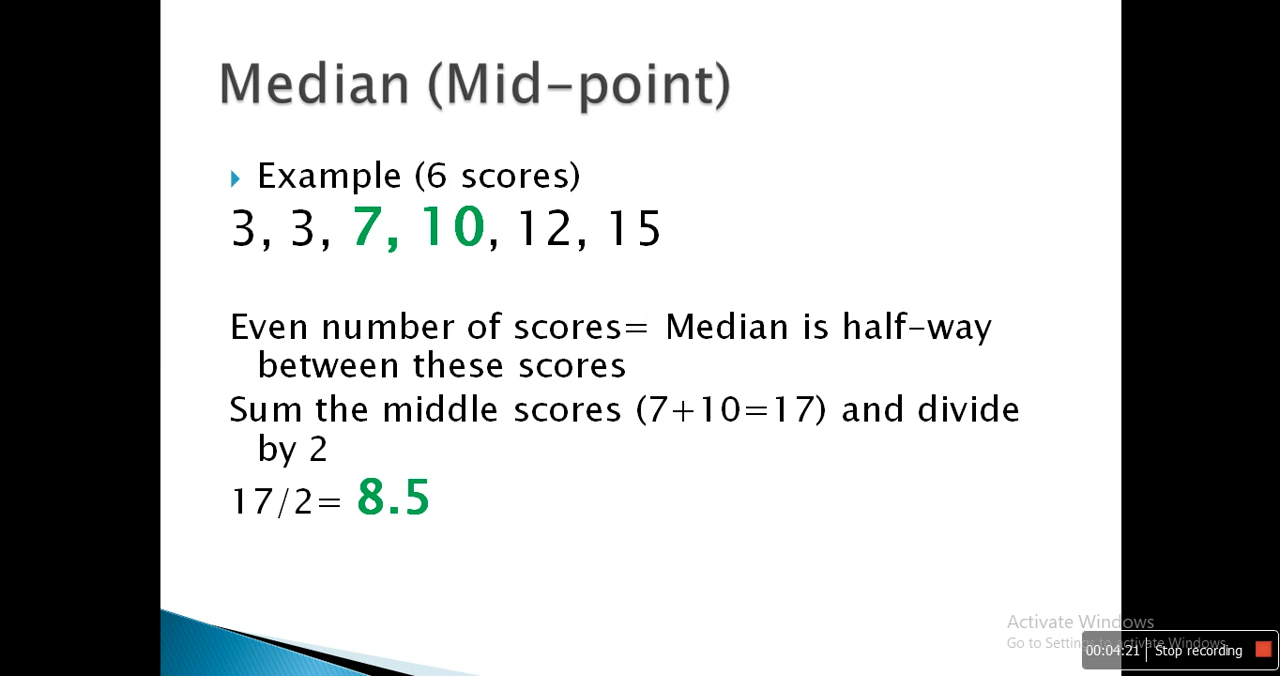 Median (Mid-point)
Example (6 scores)
3, 3, 7, 10, 12, 15
Even number of scores= Median is half-way
between these scores
Sum the middle scores (7+10=17) and divide
by 2
17/2= 8.5
Activate Windows
Go to Settings to activate Windows.
00:04:21 Stop recording